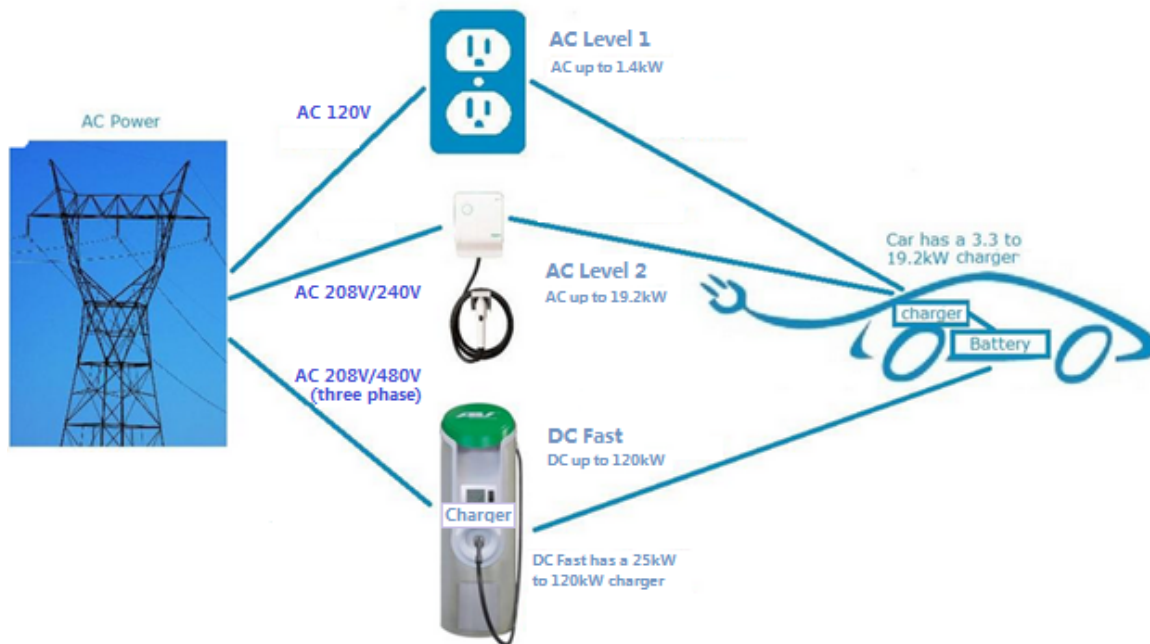 AC Power
AC 120V
AC 208V/240V
AC 208V/480V
(three phase)
AC Level 1
AC up to 1.4kW
AC Level 2
AC up to 19.2kW
DC Fast
DC up to 120kW
Charger
DC Fast has a 25kW
to 120kW charger
Car has a 3.3 to
19.2kW charger
charger
Battery